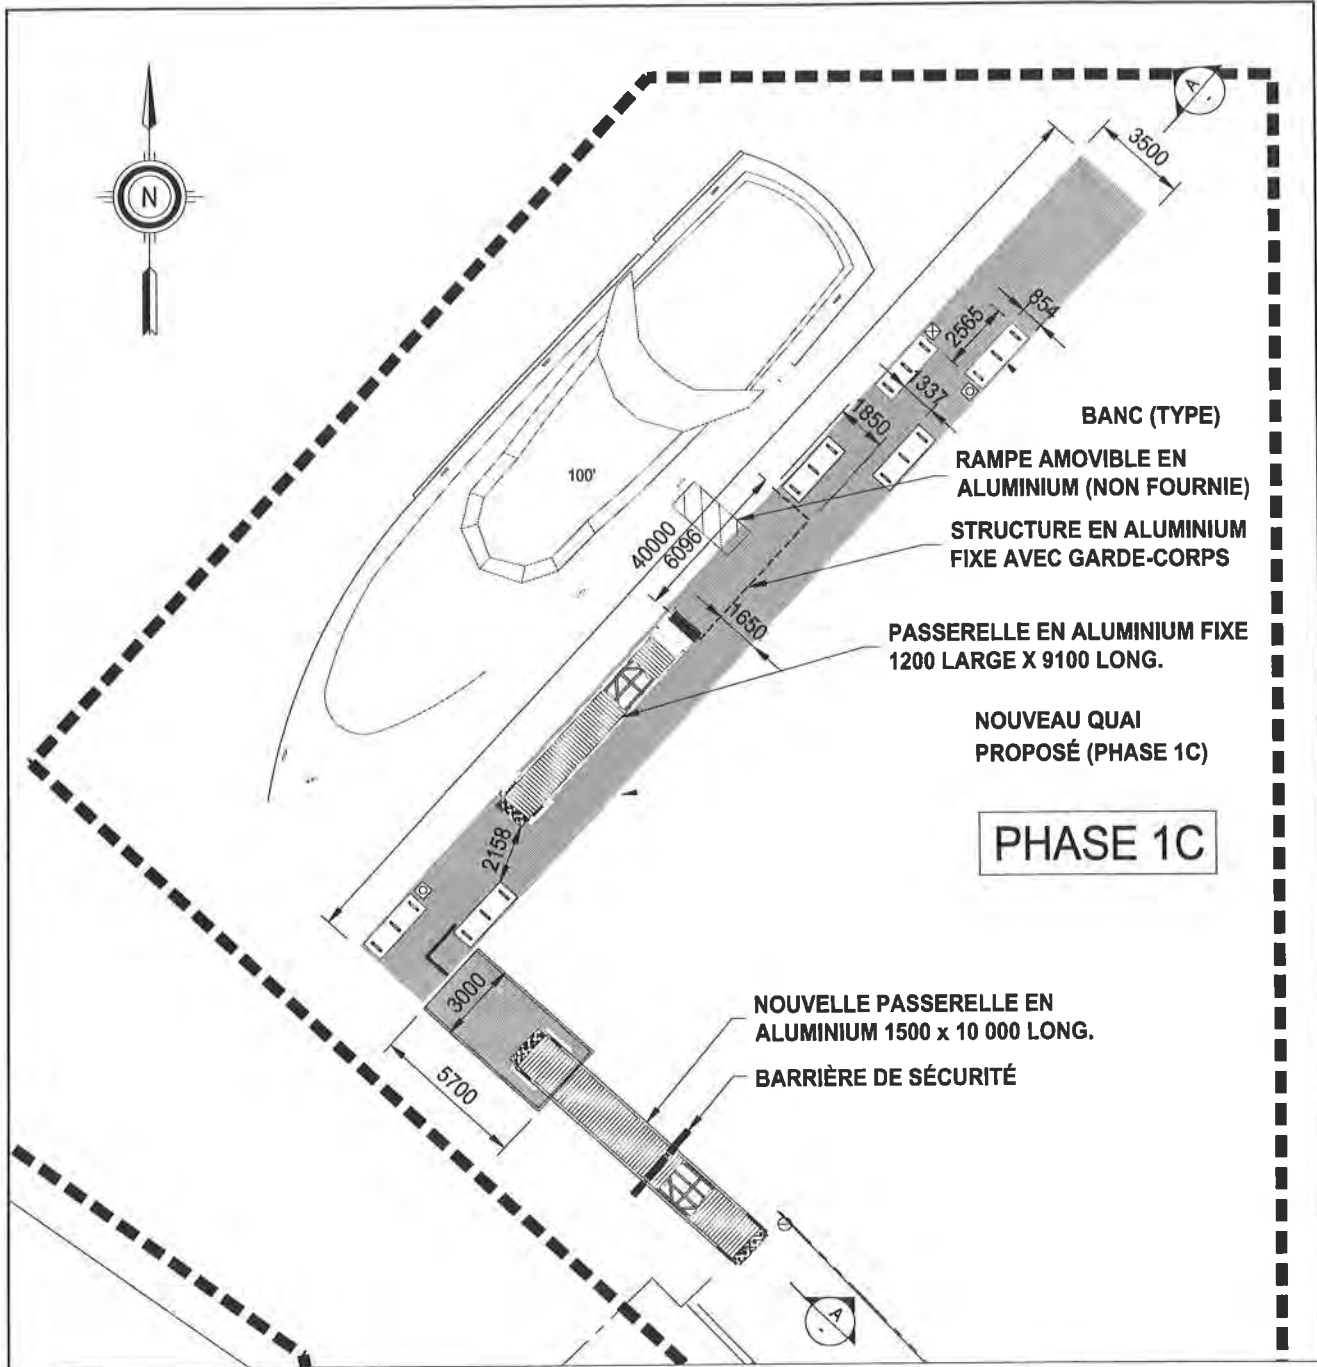 A
-
3500
N
854
2565
1337
BANC (TYPE)
1850
RAMPE AMOVIBLE EN
ALUMINIUM (NON FOURNIE)
100'
40000
6096
STRUCTURE EN ALUMINIUM
FIXE AVEC GARDE-CORPS
1650
PASSERELLE EN ALUMINIUM FIXE
1200 LARGE X 9100 LONG.
NOUVEAU QUAI
PROPOSÉ (PHASE 1C)
PHASE 1C
2158
3000
NOUVELLE PASSERELLE EN
ALUMINIUM 1500 x 10 000 LONG.
BARRIÈRE DE SÉCURITÉ
5700
A
-